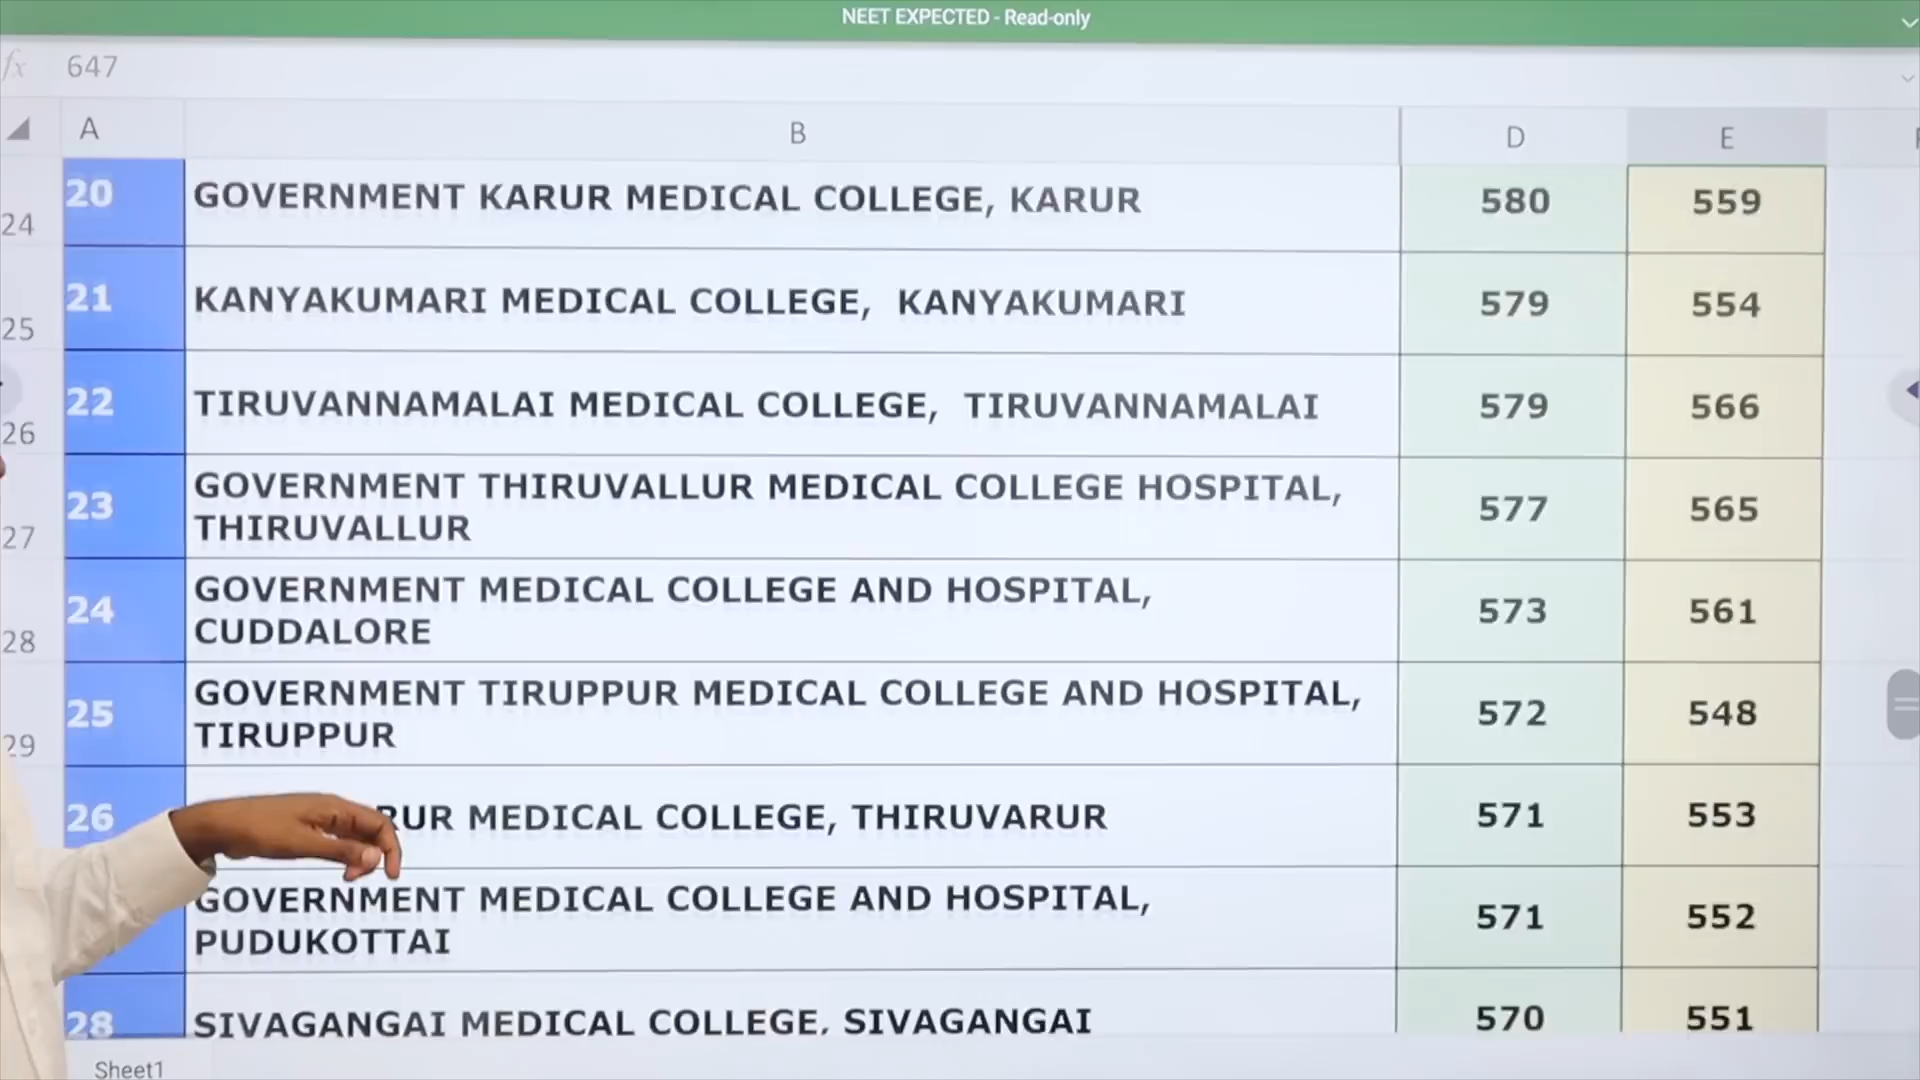 NEET EXPECTED - Read-only
fx 647
A B D E
24 20 GOVERNMENT KARUR MEDICAL COLLEGE, KARUR 580 559
25 21 KANYAKUMARI MEDICAL COLLEGE, KANYAKUMARI 579 554
26 22 TIRUVANNAMALAI MEDICAL COLLEGE, TIRUVANNAMALAI 579 566
27 23 GOVERNMENT THIRUVALLUR MEDICAL COLLEGE HOSPITAL, 577 565
THIRUVALLUR
28 24 GOVERNMENT MEDICAL COLLEGE AND HOSPITAL, 573 561
CUDDALORE
29 25 GOVERNMENT TIRUPPUR MEDICAL COLLEGE AND HOSPITAL, 572 548
TIRUPPUR
26 MEDICAL COLLEGE, THIRUVARUR 571 553
GOVERNMENT MEDICAL COLLEGE AND HOSPITAL, 571 552
PUDUKOTTAI
28 SIVAGANGAI MEDICAL COLLEGE, SIVAGANGAI 570 551
Sheet1